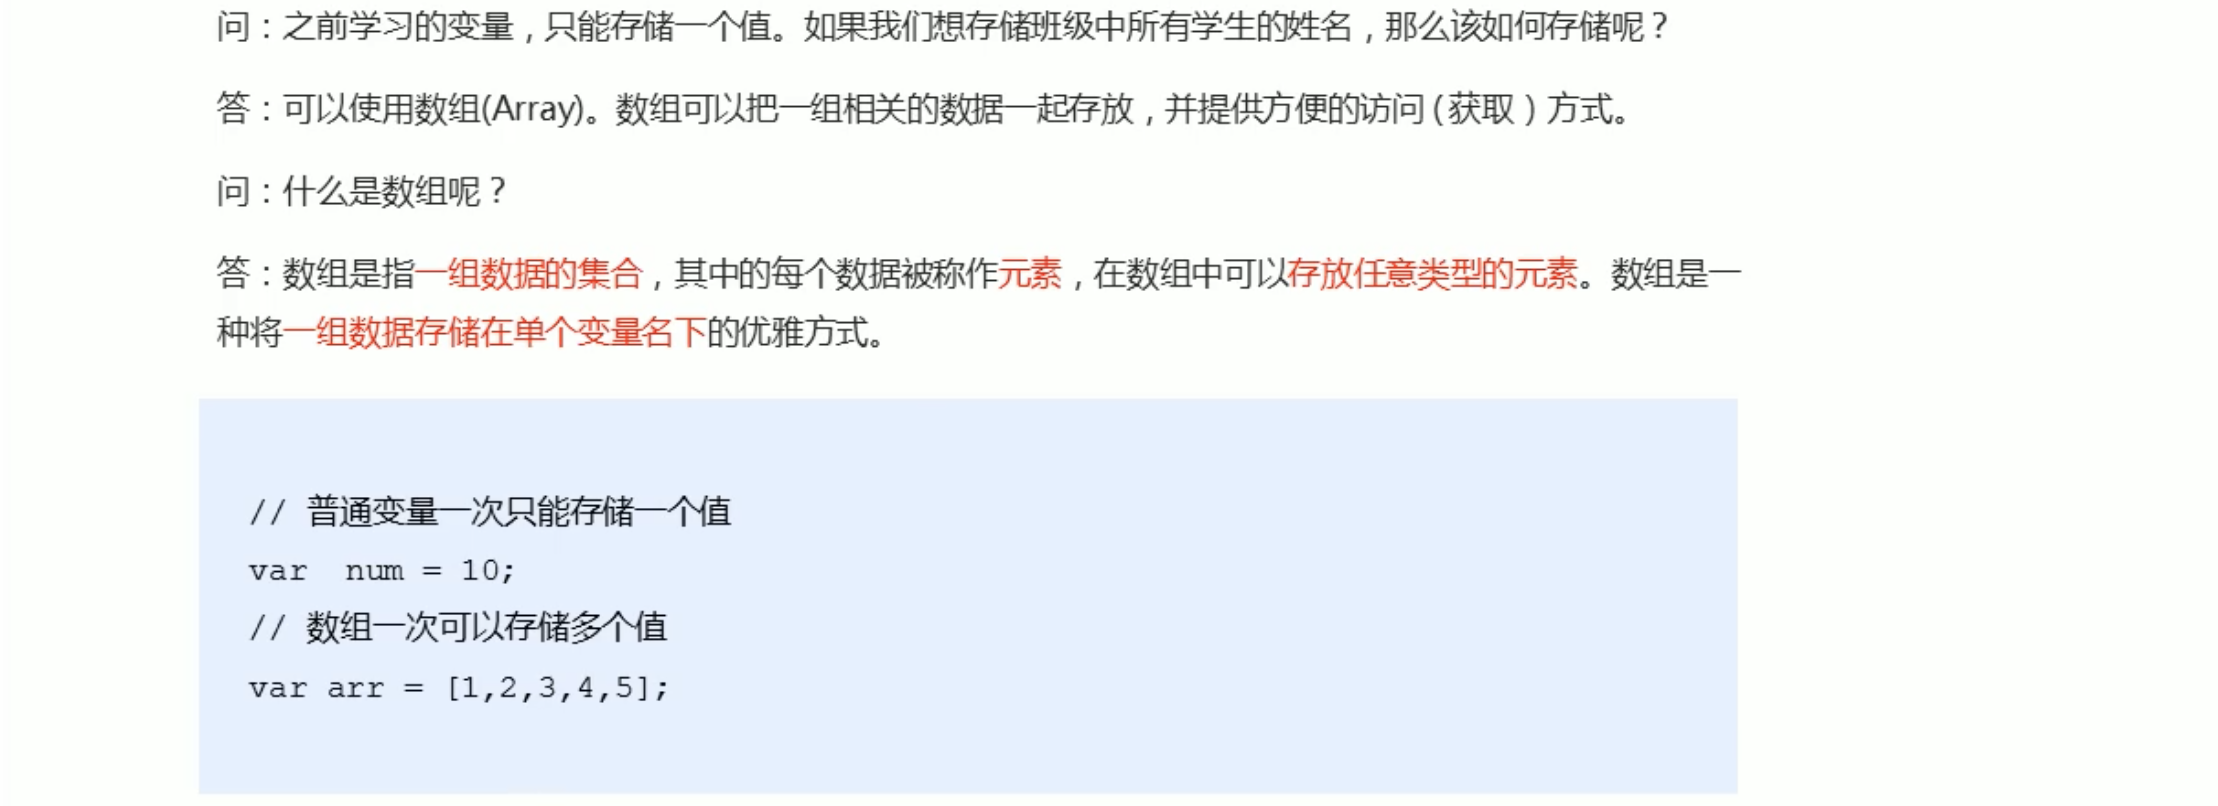 问：之前学习的变量，只能存储一个值。如果我们想存储班级中所有学生的姓名，那么该如何存储呢？
答：可以使用数组(Array)。数组可以把一组相关的数据一起存放，并提供方便的访问(获取）方式。
问：什么是数组呢？
答：数组是指一组数据的集合，其中的每个数据被称作元素，在数组中可以存放任意类型的元素。数组是一
种将一组数据存储在单个变量名下的优雅方式。
// 普通变量一次只能存储一个值
var  num = 10;
// 数组一次可以存储多个值
var arr = [1,2,3,4,5];